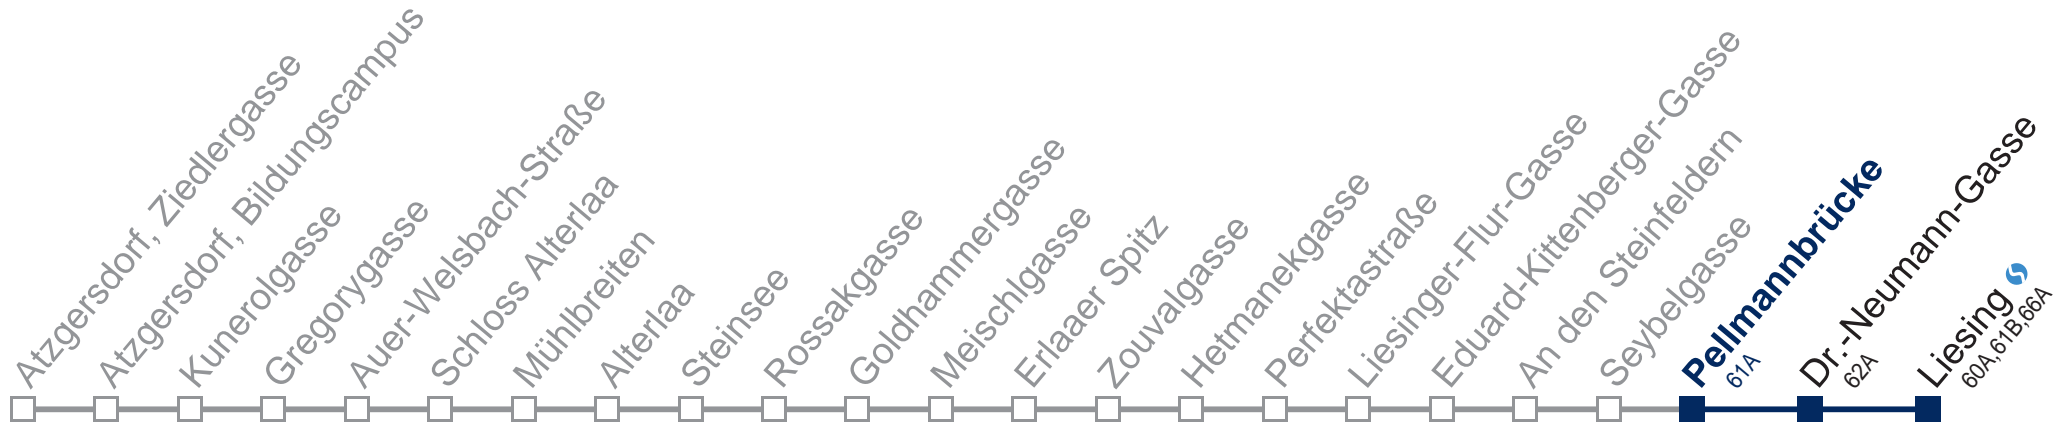 Atzgersdorf, Ziedlergasse
Atzgersdorf, Bildungscampus
Kunerolgasse
Gregorygasse
Auer-Welsbach-Straße
Schloss Alterlaa
Mühlbreiten
Alterlaa
Steinsee
Rossakgasse
Goldhammergasse
Meischlgasse
Erlaaer Spitz
Zouvalgasse
Hetmanekgasse
Perfektastraße
Liesinger-Flur-Gasse
Eduard-Kittenberger-Gasse
An den Steinfeldern
Seybelgasse
Pellmannbrücke
61A
Dr.-Neumann-Gasse
62A
Liesing
60A,61B,66A